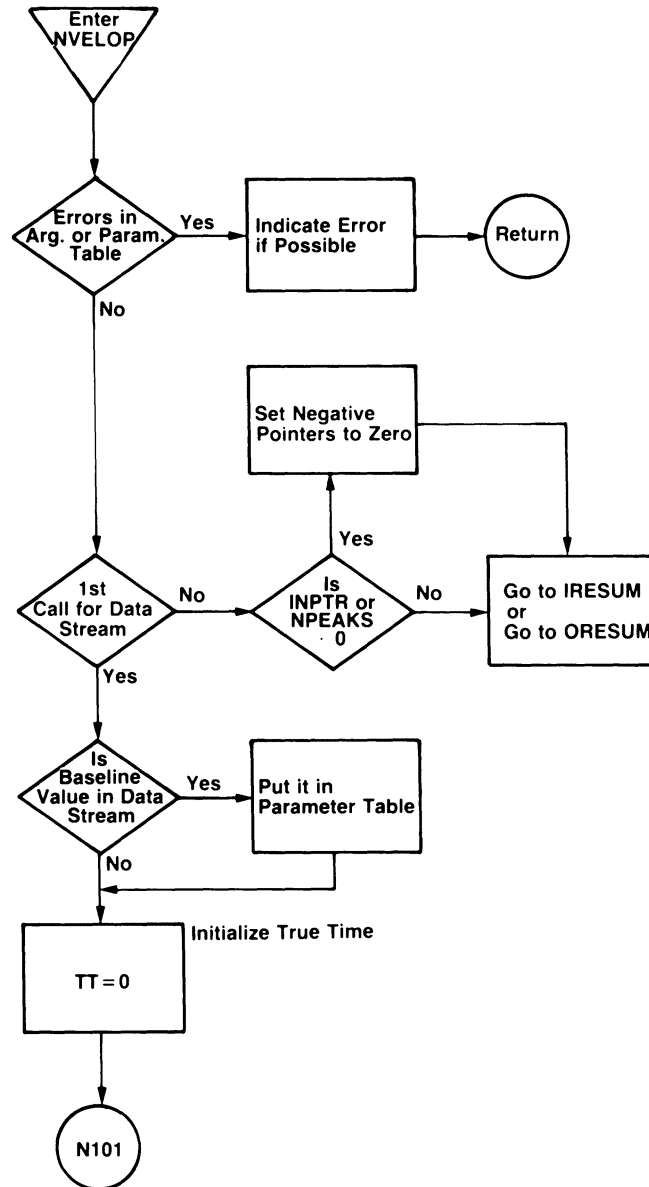 Enter
NVELOP
Errors in
Arg. or Param.
Table
Yes
Indicate Error
if Possible
Return
No
Set Negative
Pointers to Zero
Yes
1st
Call for Data
Stream
No
Is
INPTR or
NPEAKS
0
No
Go to IRESUM
or
Go to ORESUM
Yes
Is
Baseline
Value in Data
Stream
Yes
Put it in
Parameter Table
No
Initialize True Time
TT = 0
N101